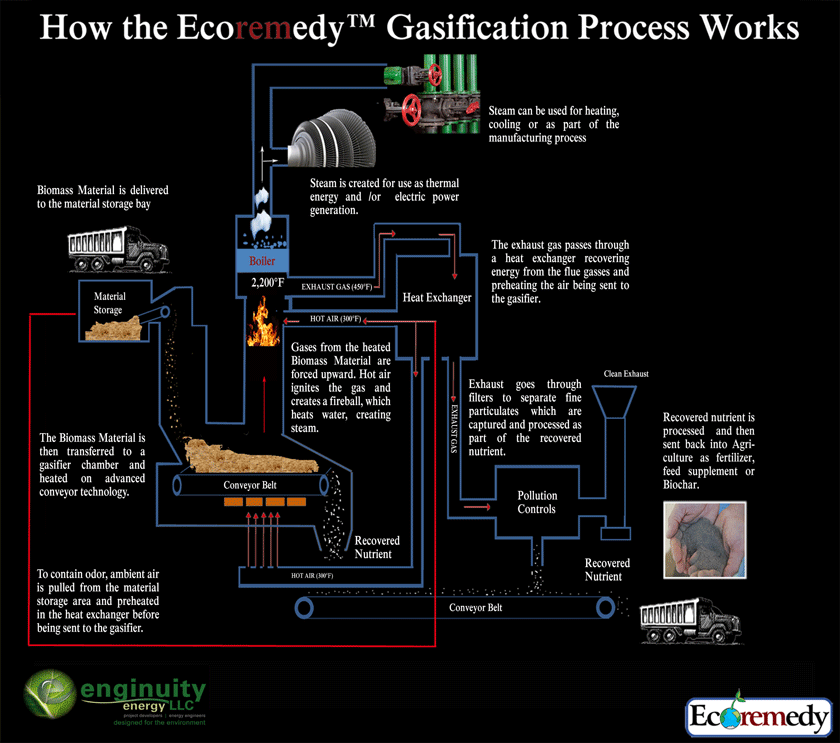 How the Ecoremedy™ Gasification Process Works
Steam can be used for heating,
cooling or as part of the
manufacturing process
Steam is created for use as thermal
energy and /or electric power
generation.
Biomass Material is delivered
to the material storage bay
The exhaust gas passes through
a heat exchanger recovering
energy from the flue gasses and
preheating the air being sent to
the gasifier.
Boiler
2,200°F
EXHAUST GAS (450°F)
Heat Exchanger
Material
Storage
HOT AIR (300°F)
Gases from the heated
Biomass Material are
forced upward. Hot air
ignites the gas and
creates a fireball, which
heats water, creating
steam.
Clean Exhaust
Exhaust goes through
filters to separate fine
particulates which are
captured and processed as
part of the recovered
nutrient.
EXHAUST GAS
Recovered nutrient is
processed and then
sent back into Agri-
culture as fertilizer,
feed supplement or
Biochar.
The Biomass Material is
then transferred to a
gasifier chamber and
heated on advanced
conveyor technology.
Conveyor Belt
Pollution
Controls
Recovered
Nutrient
Recovered
Nutrient
To contain odor, ambient air
is pulled from the material
storage area and preheated
in the heat exchanger before
being sent to the gasifier.
HOT AIR (300°F)
Conveyor Belt
enginuity
energy LLC
project developers | energy engineers
designed for the environment
Ecoremedy